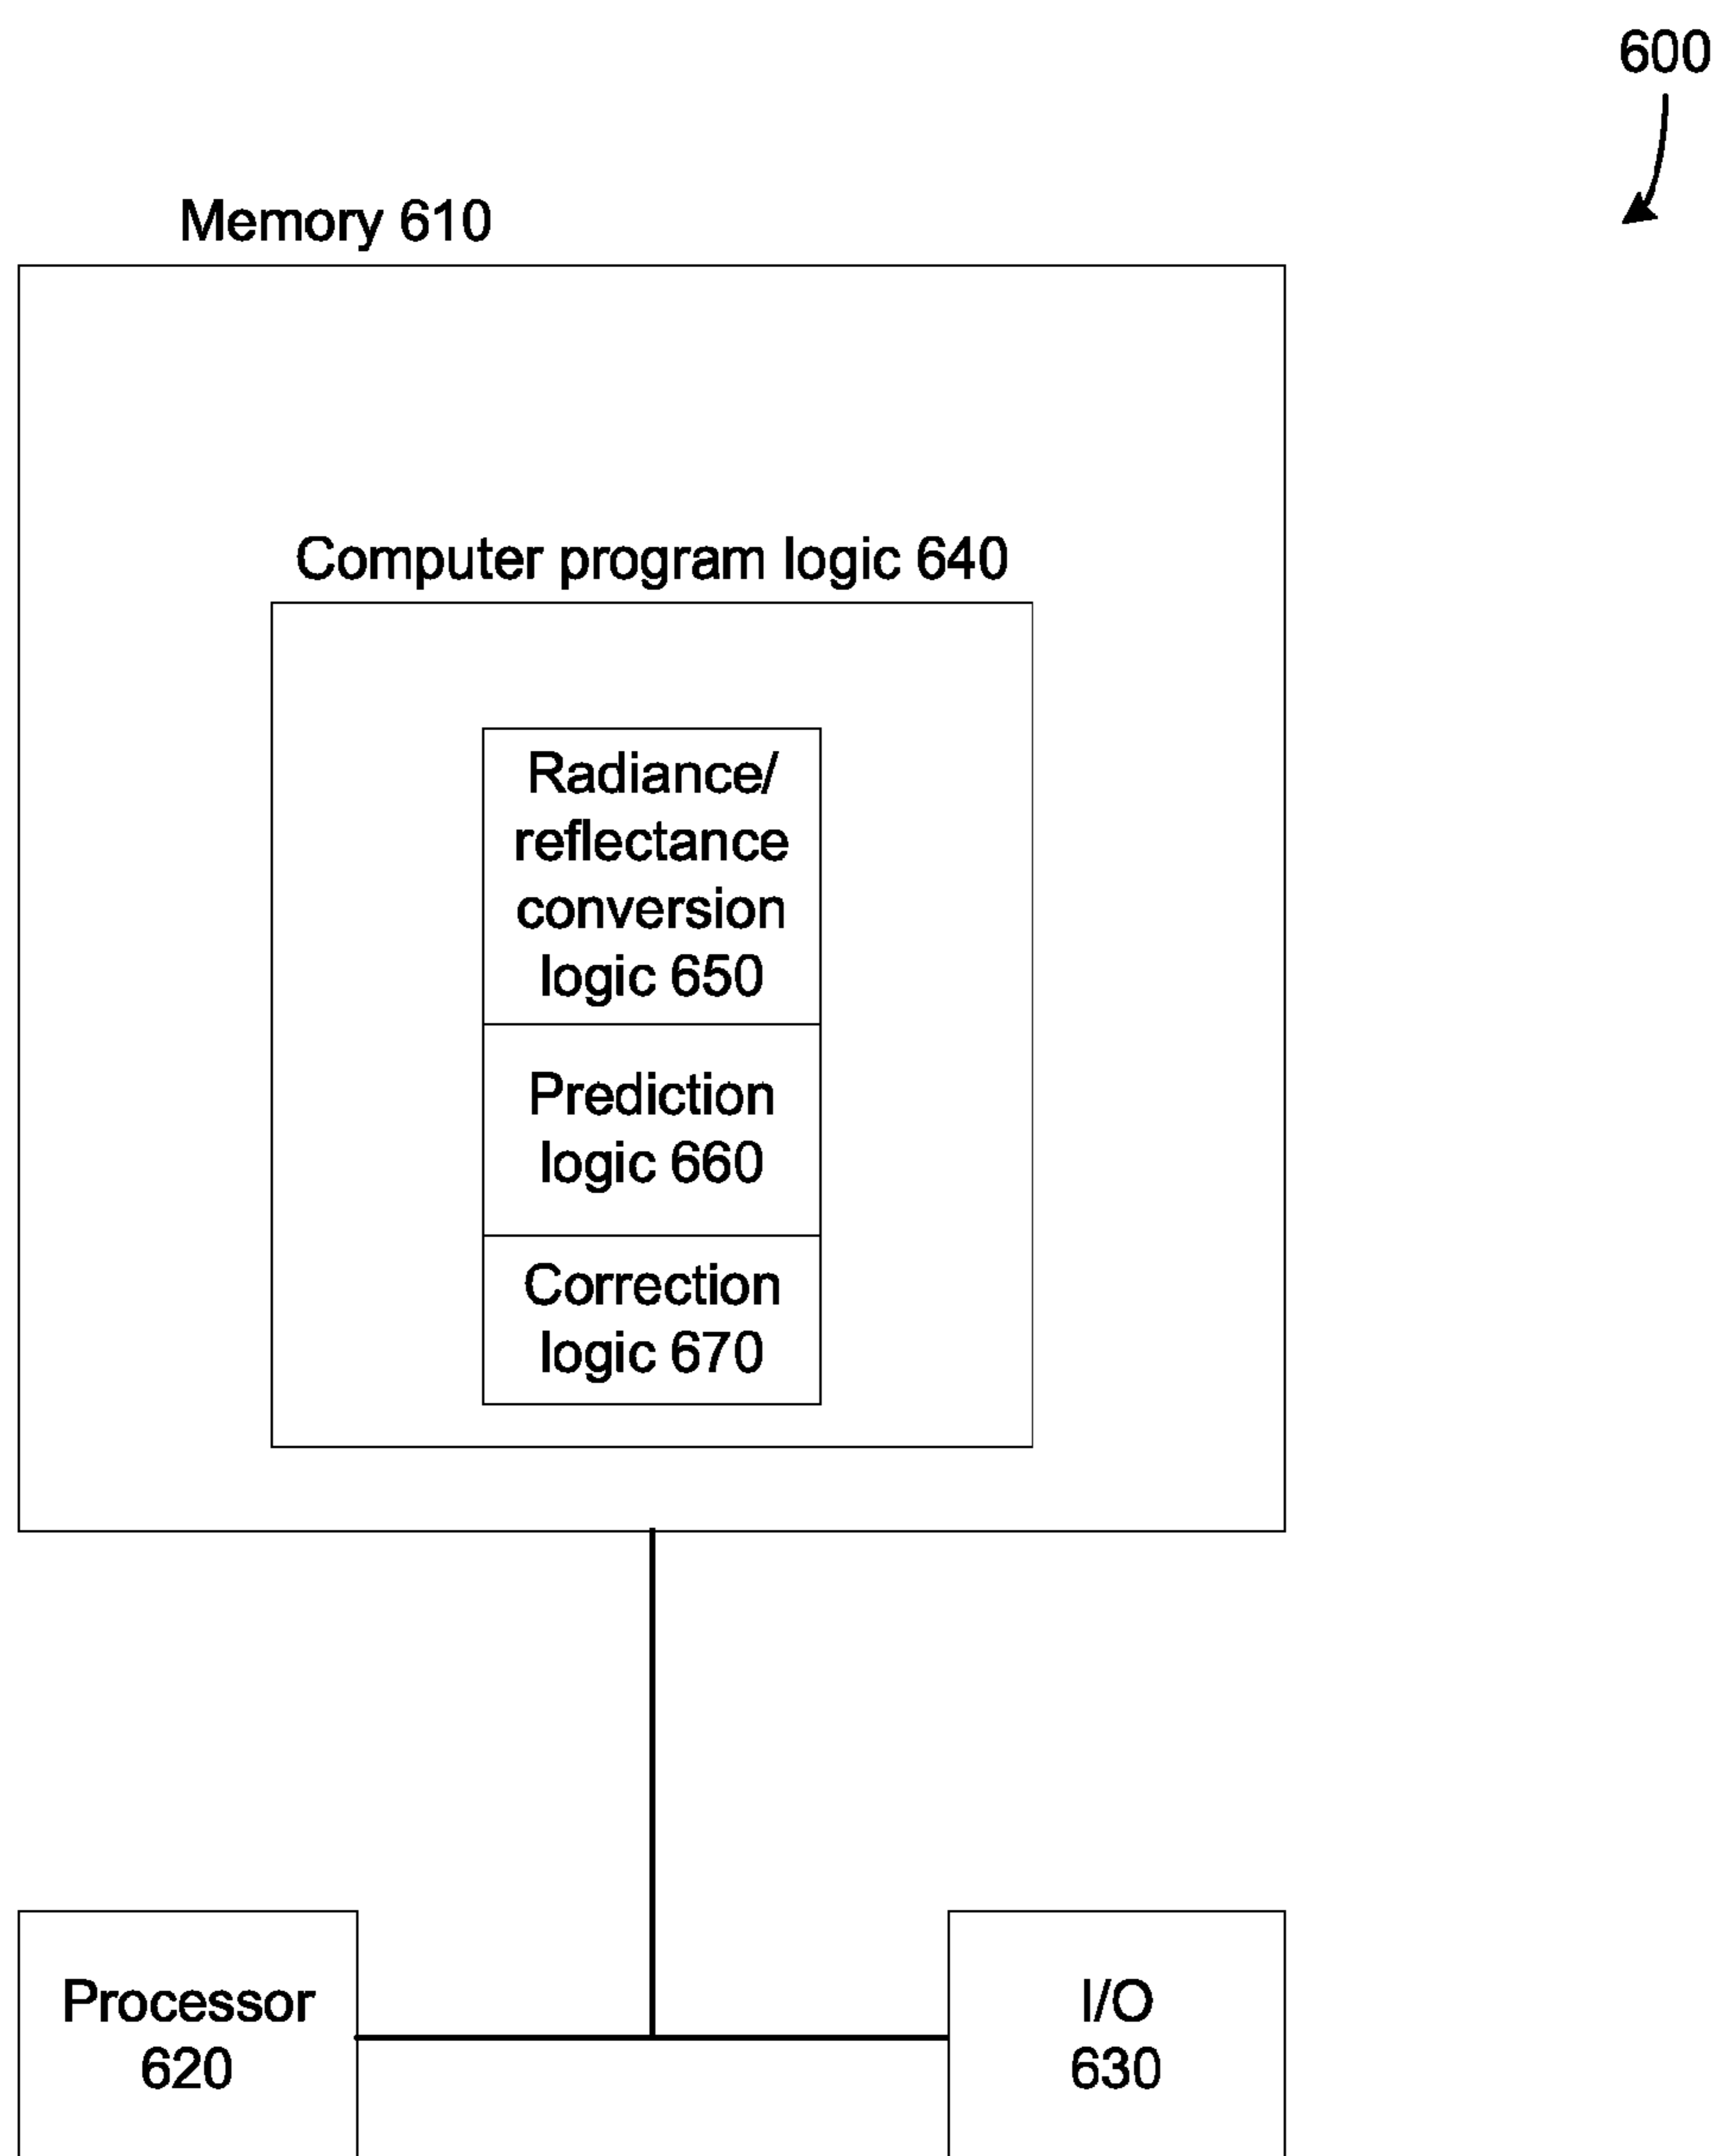 600
Memory 610
Computer program logic 640
Radiance/
reflectance
conversion
logic 650
Prediction
logic 660
Correction
logic 670
Processor
620
I/O
630